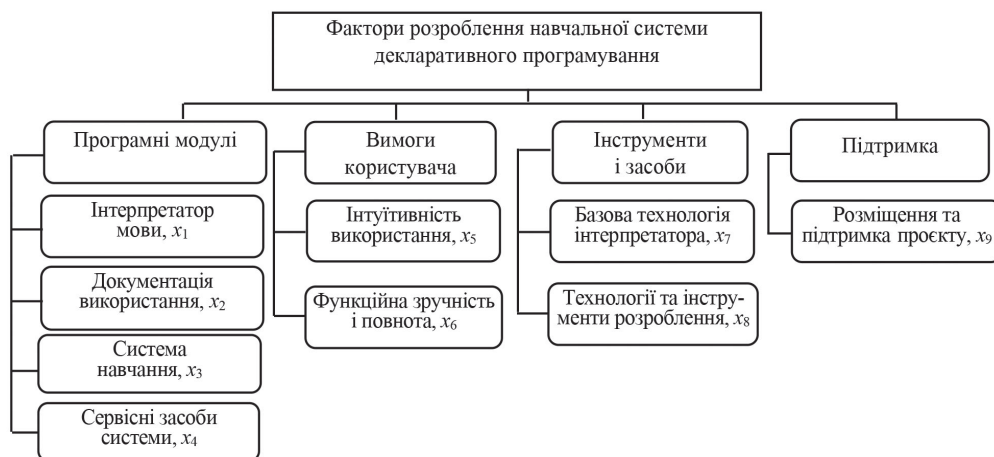 Фактори розроблення навчальної системи
декларативного програмування
Програмні модулі
Інтерпретатор
мови, x₁
Документація
використання, x₂
Система
навчання, x₃
Сервісні засоби
системи, x₄
Вимоги
користувача
Інтуїтивність
використання, x₅
Функційна зручність
і повнота, x₆
Інструменти
і засоби
Базова технологія
інтерпретатора, x₇
Технології та інстру-
менти розроблення, x₈
Підтримка
Розміщення та
підтримка проєкту, x₉